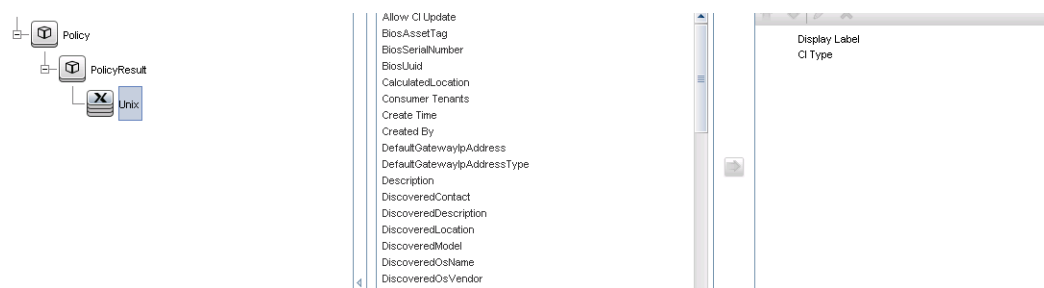 Policy
PolicyResult
Unix
Allow CI Update
BiosAssetTag
BiosSerialNumber
BiosUuid
CalculatedLocation
Consumer Tenants
Create Time
Created By
DefaultGatewayIpAddress
DefaultGatewayIpAddressType
Description
DiscoveredContact
DiscoveredDescription
DiscoveredLocation
DiscoveredModel
DiscoveredOsName
DiscoveredOsVendor
Display Label
CI Type